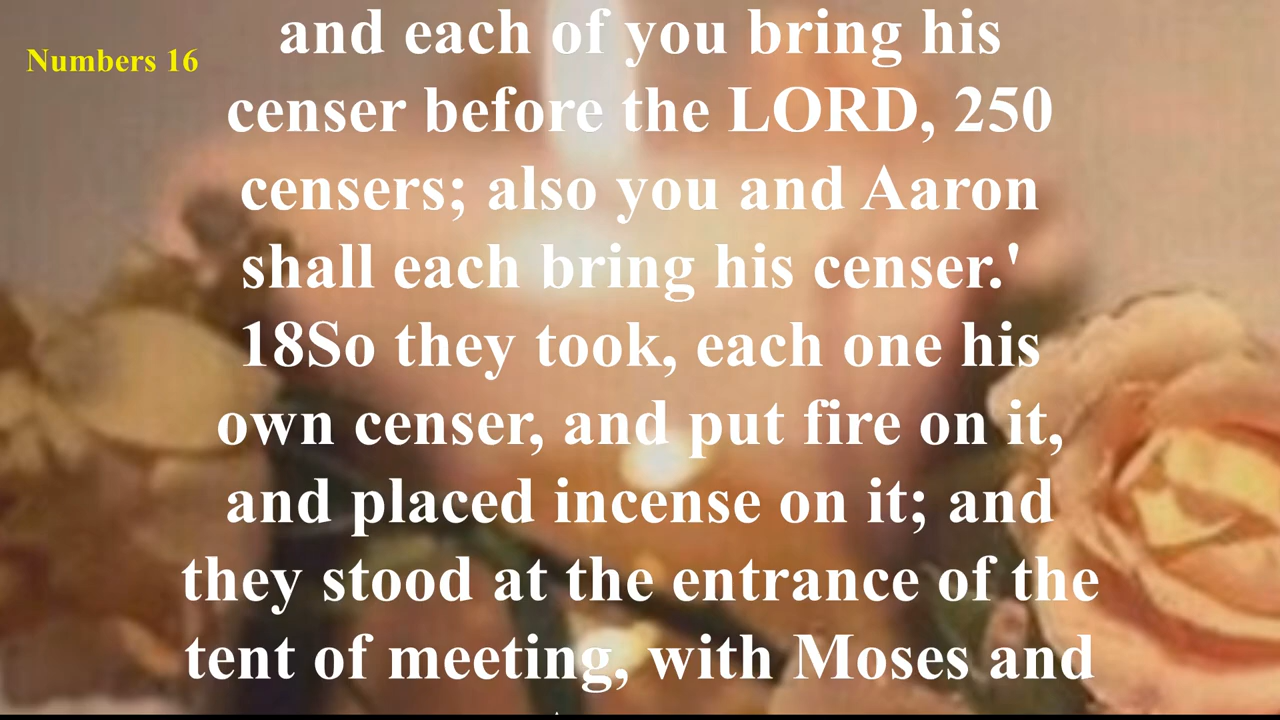 Numbers 16
and each of you bring his
censer before the LORD, 250
censers; also you and Aaron
shall each bring his censer.'
18So they took, each one his
own censer, and put fire on it,
and placed incense on it; and
they stood at the entrance of the
tent of meeting, with Moses and